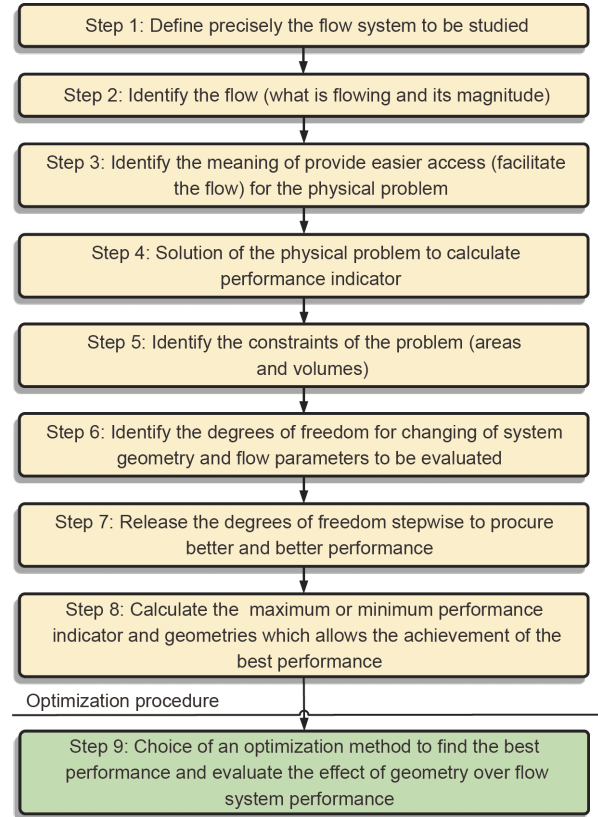 Step 1: Define precisely the flow system to be studied
Step 2: Identify the flow (what is flowing and its magnitude)
Step 3: Identify the meaning of provide easier access (facilitate
the flow) for the physical problem
Step 4: Solution of the physical problem to calculate
performance indicator
Step 5: Identify the constraints of the problem (areas
and volumes)
Step 6: Identify the degrees of freedom for changing of system
geometry and flow parameters to be evaluated
Step 7: Release the degrees of freedom stepwise to procure
better and better performance
Step 8: Calculate the  maximum or minimum performance
indicator and geometries which allows the achievement of the
best performance
Optimization procedure
Step 9: Choice of an optimization method to find the best
performance and evaluate the effect of geometry over flow
system performance